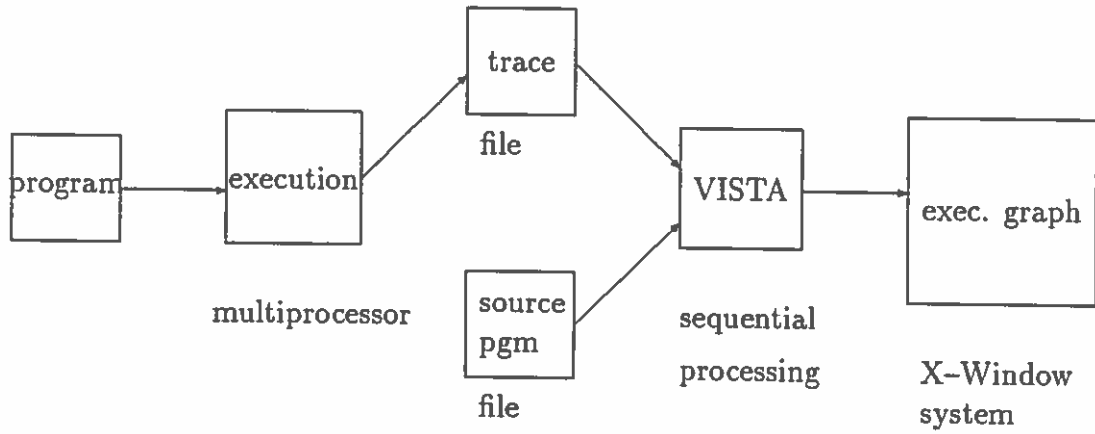 trace
file
program
execution
multiprocessor
source
pgm
file
VISTA
sequential
processing
exec. graph
X–Window
system